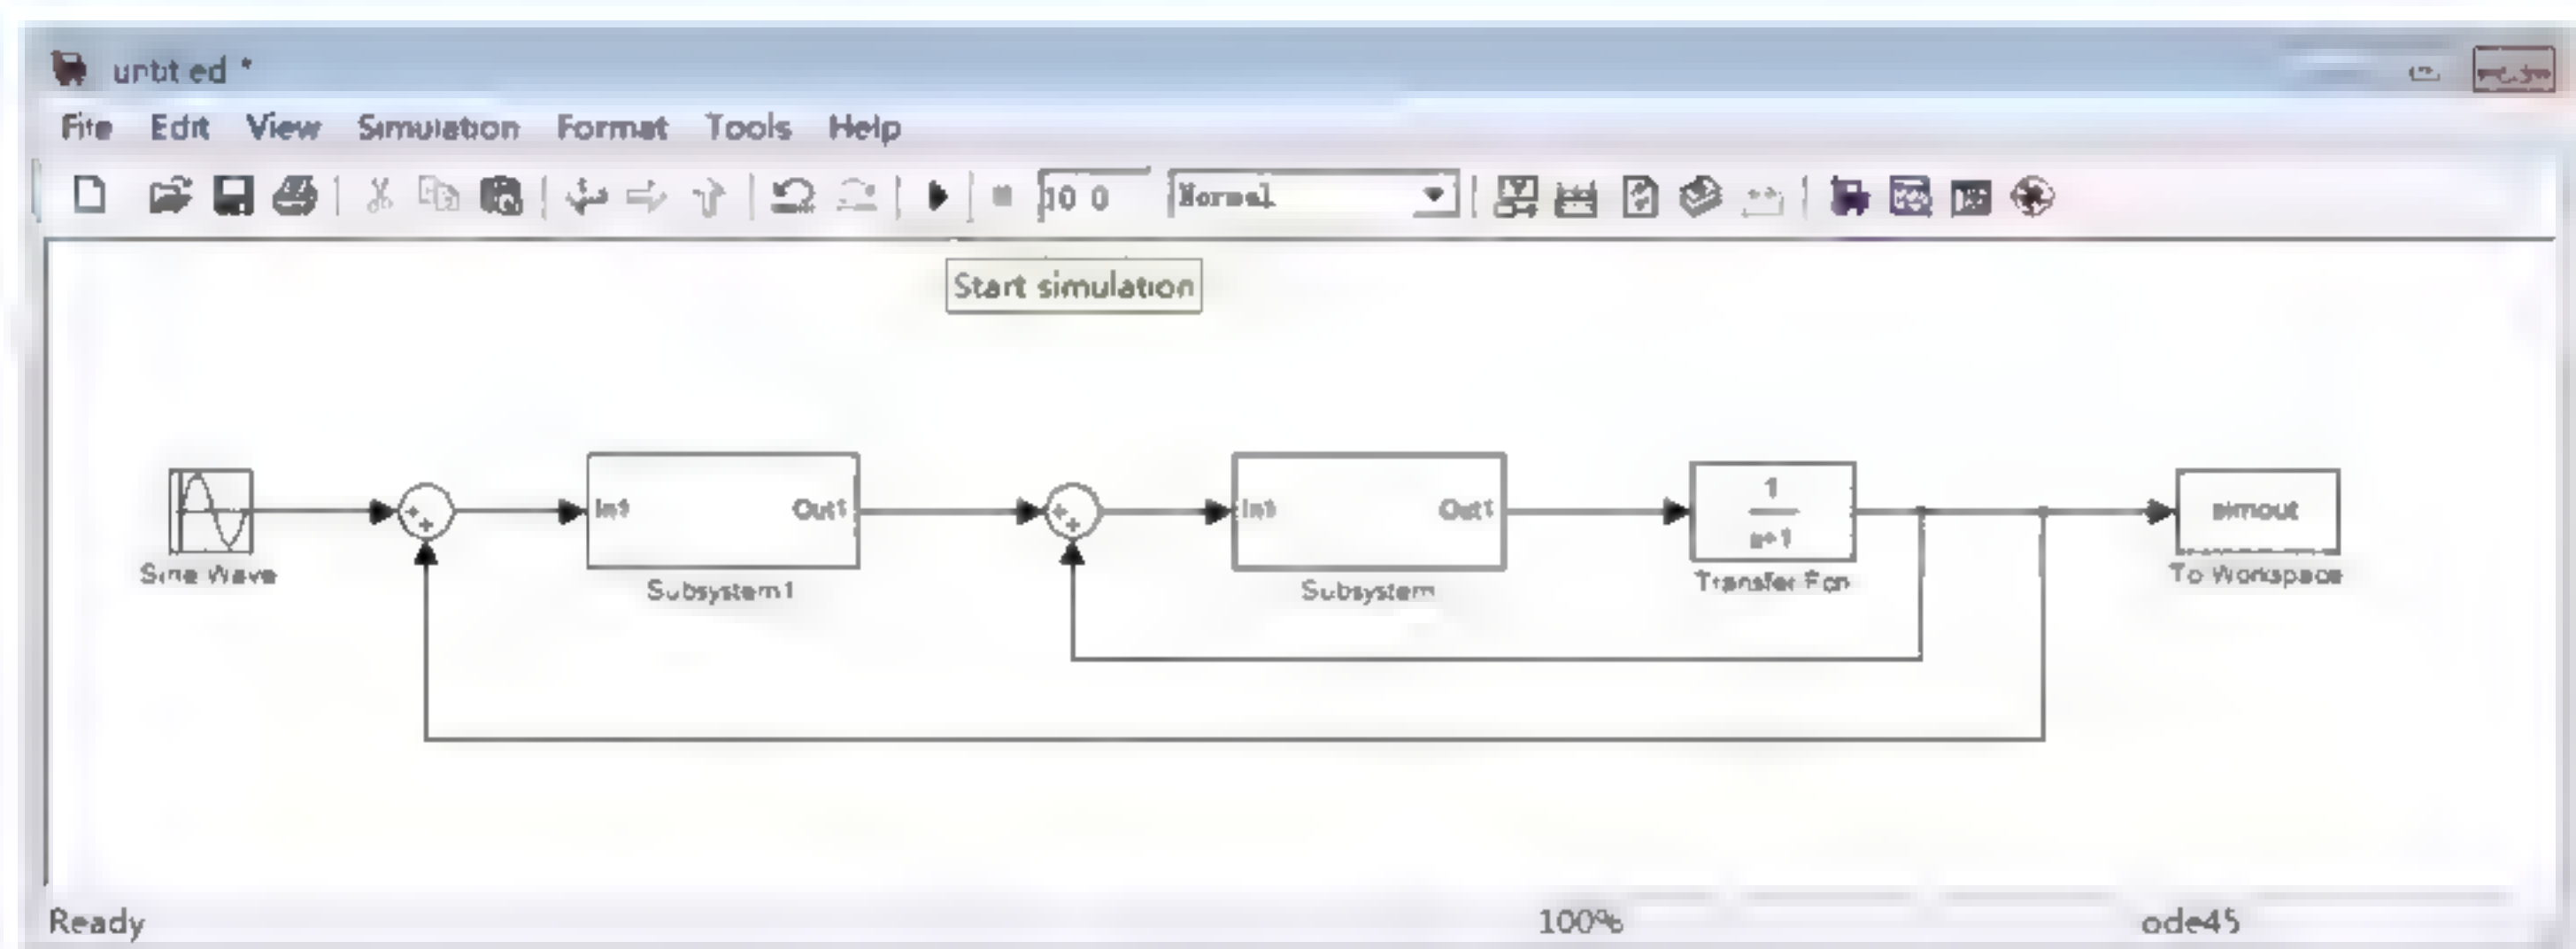 untitled *
File Edit View Simulation Format Tools Help
10.0 Normal
Start simulation
In1 Out1 In1 Out1
1
s+1
simout
Sine Wave Subsystem1 Subsystem Transfer Fcn To Workspace
Ready 100% ode45